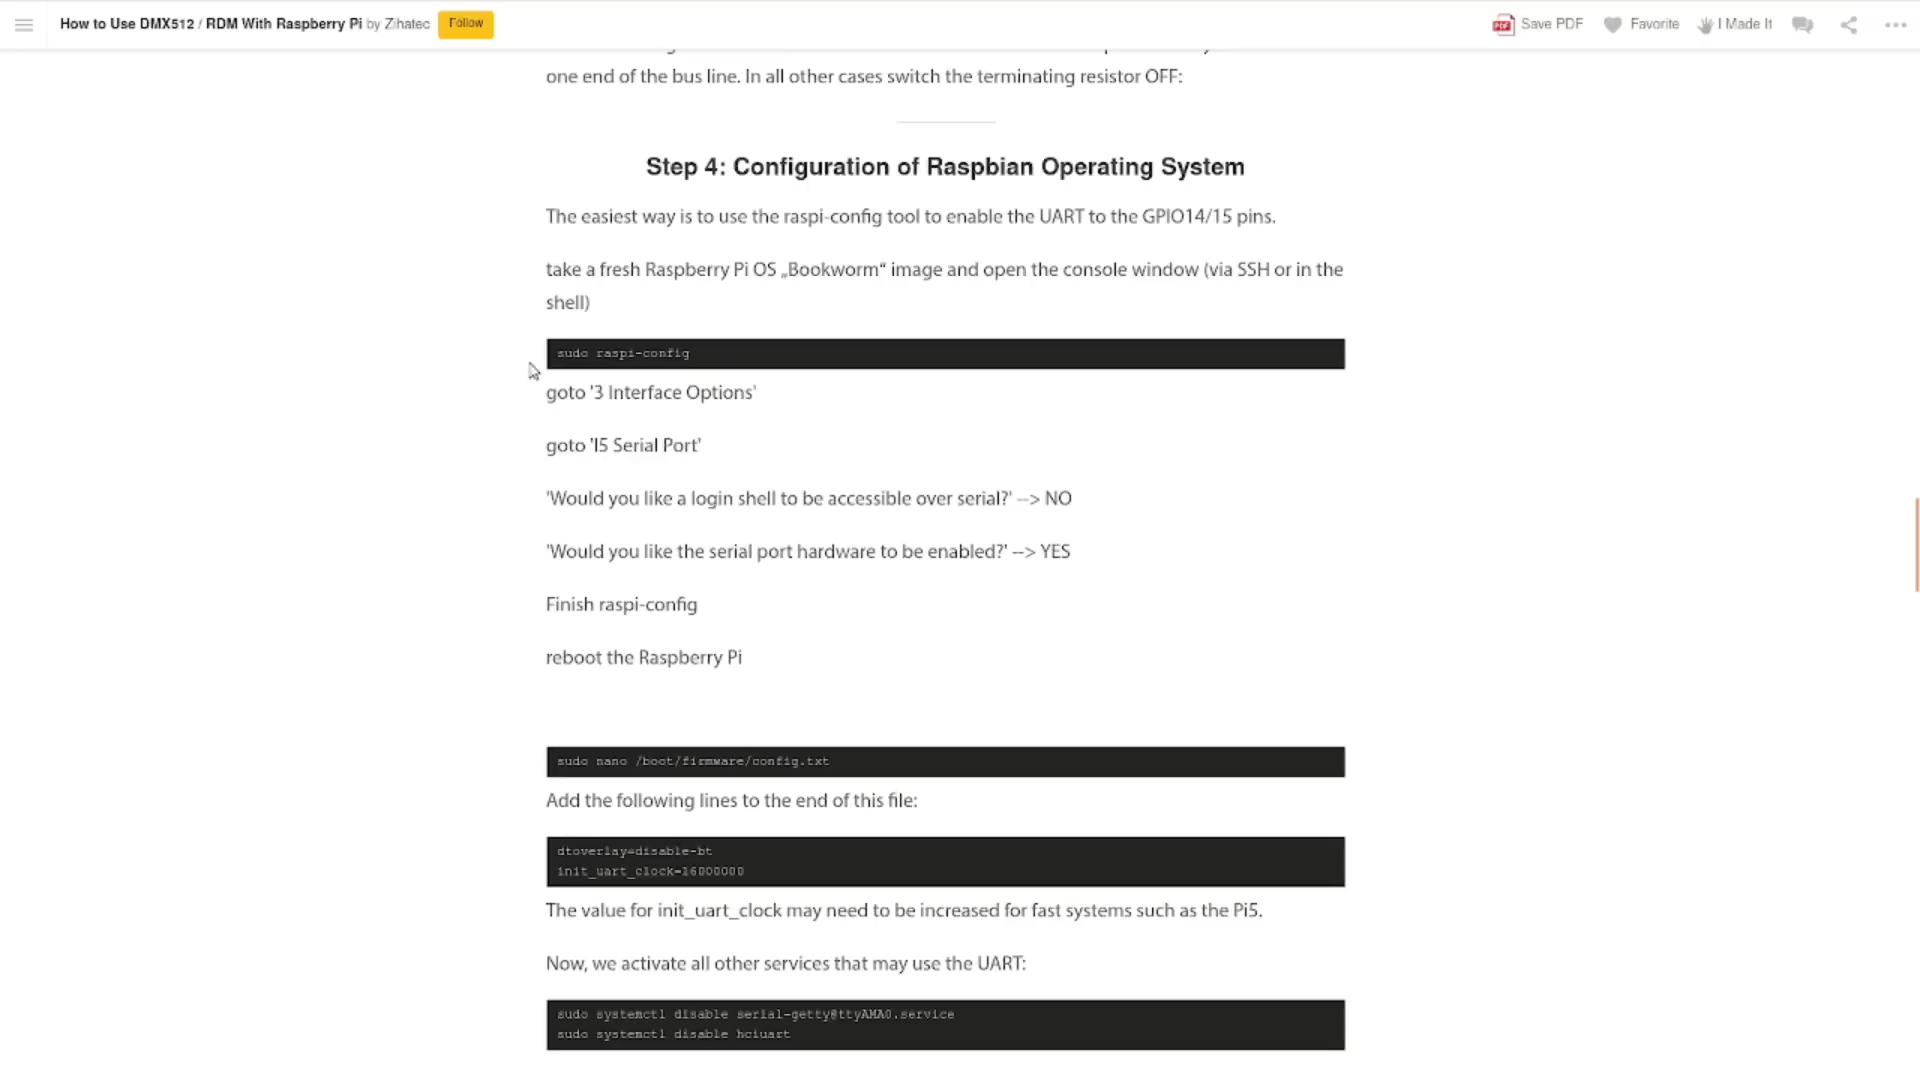 How to Use DMX512 / RDM With Raspberry Pi by Zihatec Follow
PDF Save PDF Favorite I Made It
one end of the bus line. In all other cases switch the terminating resistor OFF:
Step 4: Configuration of Raspbian Operating System
The easiest way is to use the raspi-config tool to enable the UART to the GPIO14/15 pins.
take a fresh Raspberry Pi OS „Bookworm“ image and open the console window (via SSH or in the
shell)
sudo raspi-config
goto '3 Interface Options'
goto 'I5 Serial Port'
'Would you like a login shell to be accessible over serial?' --> NO
'Would you like the serial port hardware to be enabled?' --> YES
Finish raspi-config
reboot the Raspberry Pi
sudo nano /boot/firmware/config.txt
Add the following lines to the end of this file:
dtoverlay=disable-bt
init_uart_clock=16000000
The value for init_uart_clock may need to be increased for fast systems such as the Pi5.
Now, we activate all other services that may use the UART:
sudo systemctl disable serial-getty@ttyAMA0.service
sudo systemctl disable hciuart